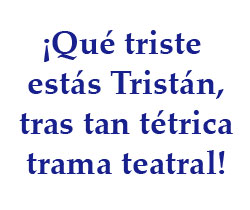 ¡Qué triste
estás Tristán,
tras tan tétrica
trama teatral!